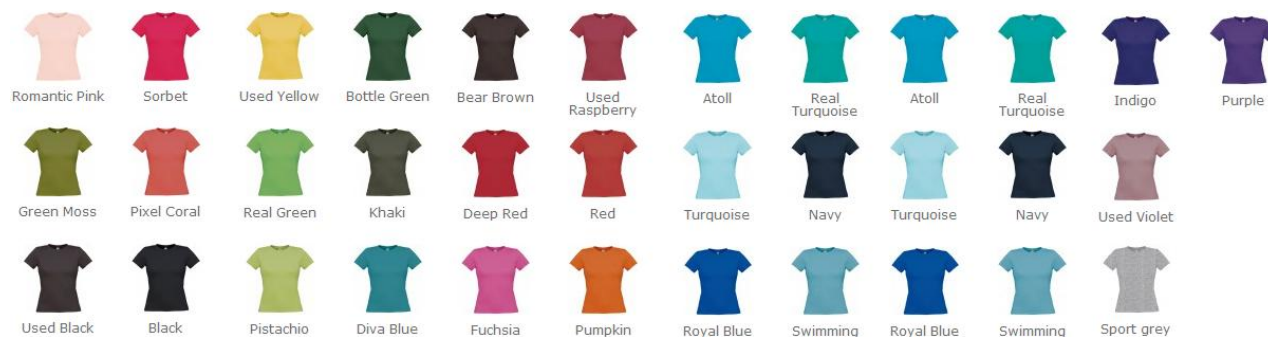 Romantic Pink
Sorbet
Used Yellow
Bottle Green
Bear Brown
Used
Raspberry
Atoll
Real
Turquoise
Atoll
Real
Turquoise
Indigo
Purple
Green Moss
Pixel Coral
Real Green
Khaki
Deep Red
Red
Turquoise
Navy
Turquoise
Navy
Used Violet
Used Black
Black
Pistachio
Diva Blue
Fuchsia
Pumpkin
Royal Blue
Swimming
Royal Blue
Swimming
Sport grey